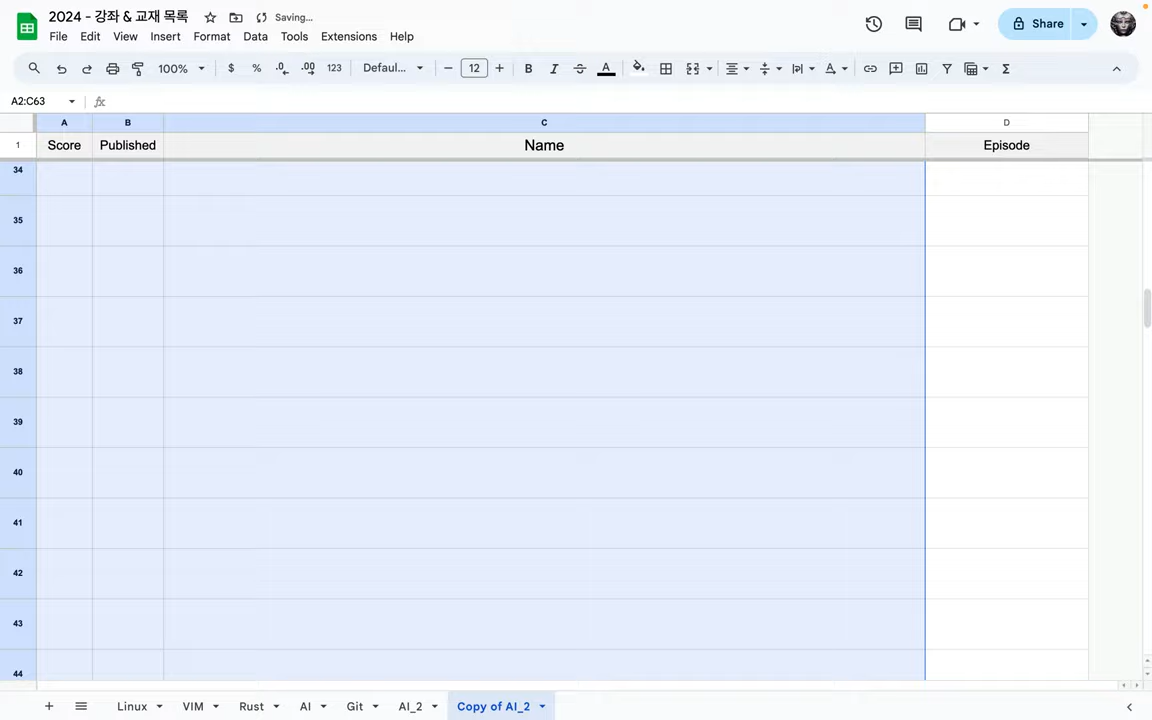 2024 - 강좌 & 교재 목록 Saving...
File Edit View Insert Format Data Tools Extensions Help
Share
100% $ % .0 .00 123 Defaul... − 12 + B I A Σ
A2:C63 fx
A B C D
1 Score Published Name Episode
34
35
36
37
38
39
40
41
42
43
44
+ Linux VIM Rust AI Git AI_2 Copy of AI_2